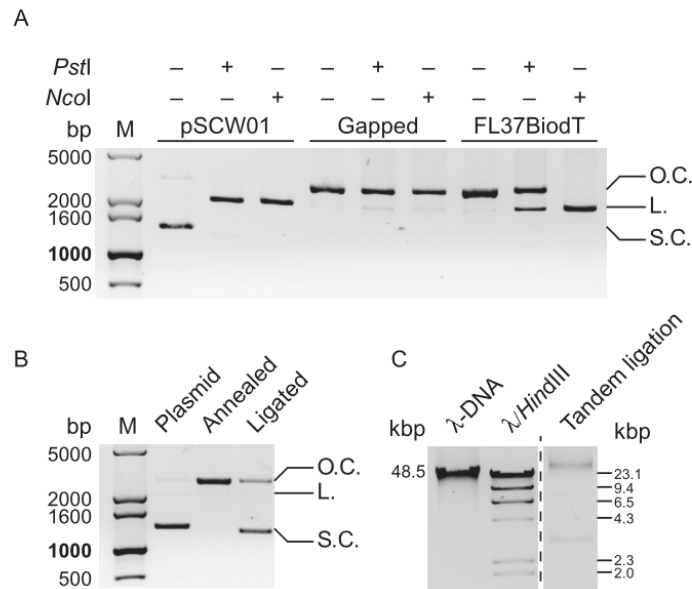 A
PstI – + – – + – – + –
NcoI – – + – – + – – +
bp M pSCW01 Gapped FL37BiodT
5000
2000
1600
1000
500
O.C.
L.
S.C.
B
bp M Plasmid Annealed Ligated
5000
2000
1600
1000
500
O.C.
L.
S.C.
C
kbp λ-DNA λ/HindIII Tandem ligation kbp
48.5
23.1
9.4
6.5
4.3
2.3
2.0